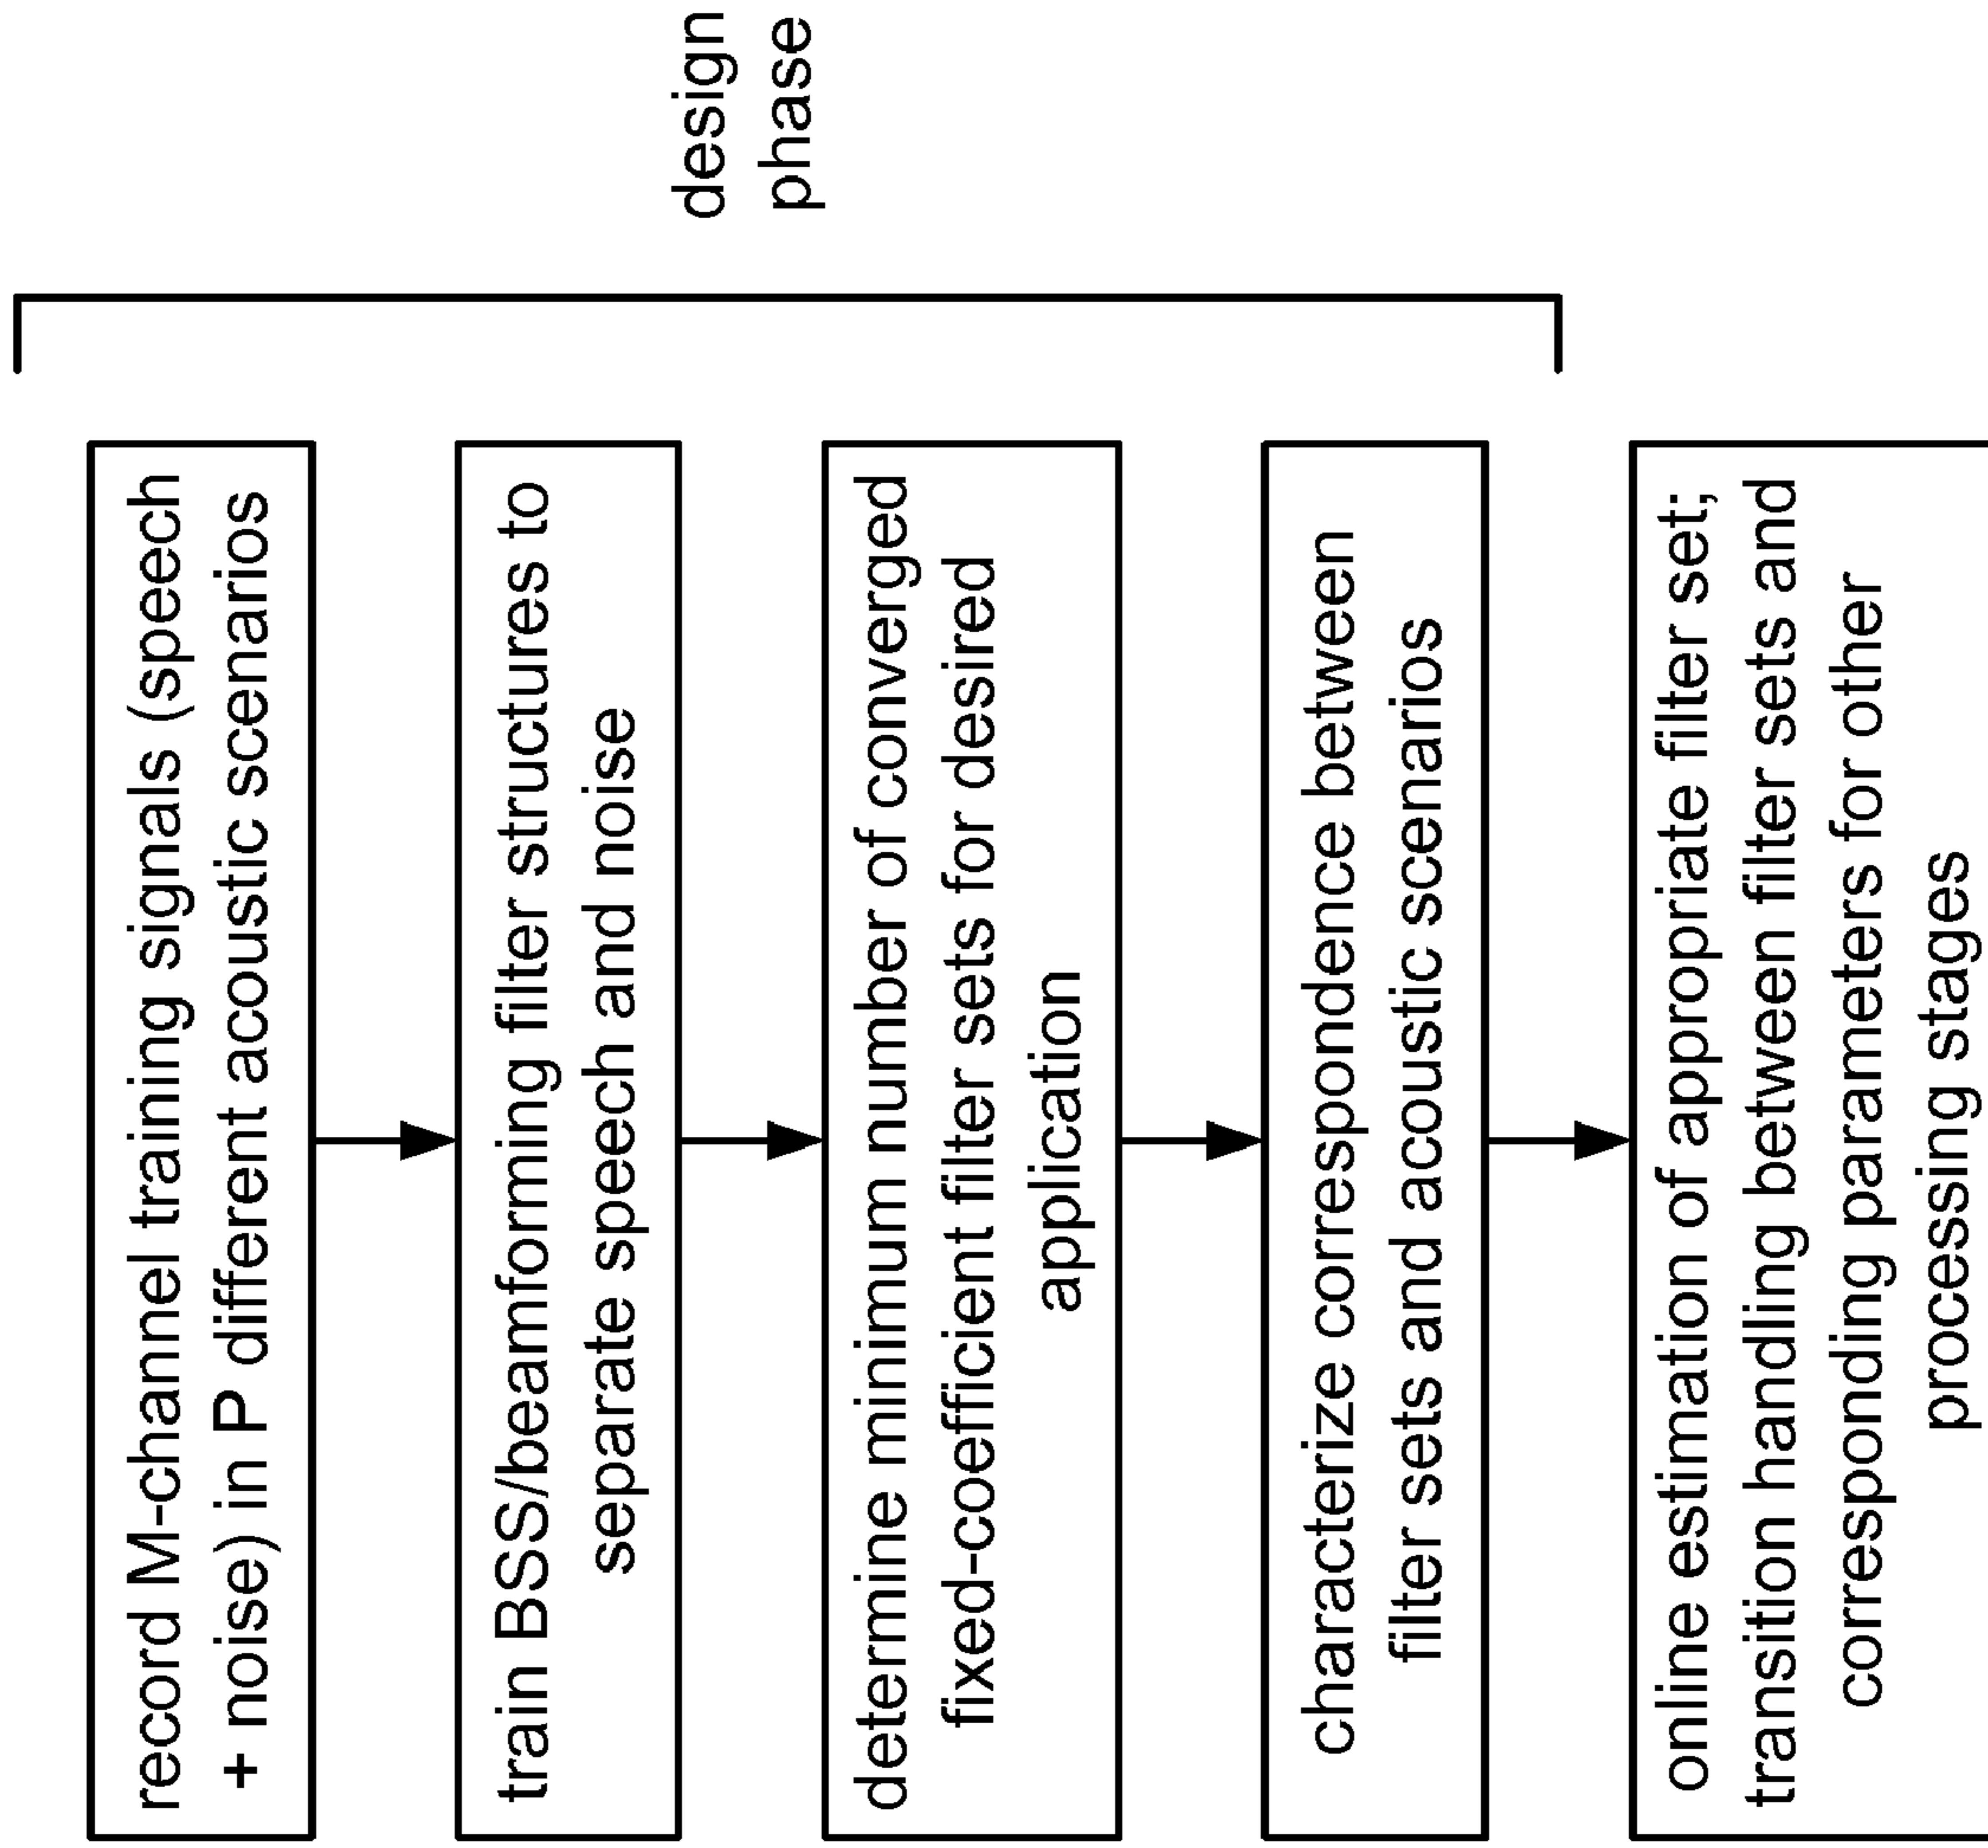 record M-channel training signals (speech
+ noise) in P different acoustic scenarios
train BSS/beamforming filter structures to
separate speech and noise
determine minimum number of converged
fixed-coefficient filter sets for desired
application
characterize correspondence between
filter sets and acoustic scenarios
online estimation of appropriate filter set;
transition handling between filter sets and
corresponding parameters for other
processing stages
design
phase